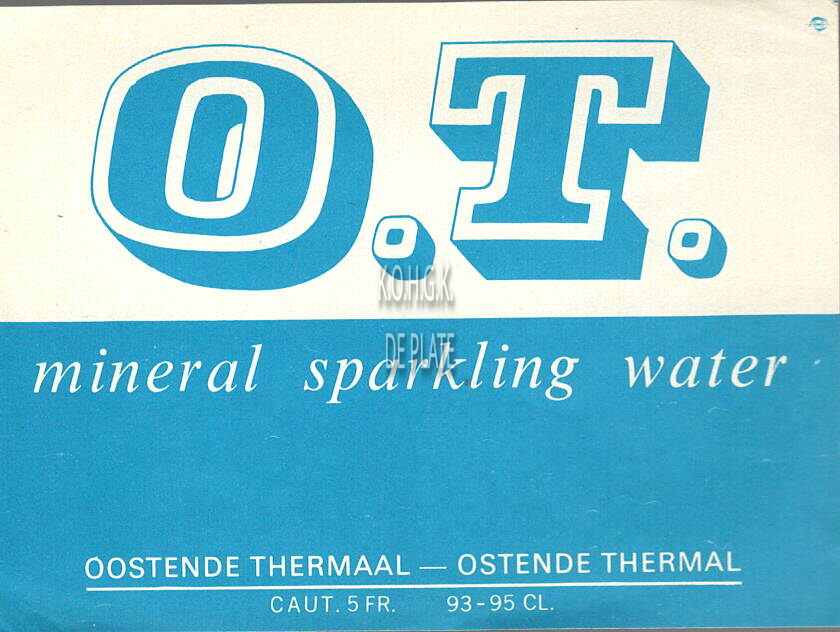 O.T.
K.O.H.G.K.
DE PLATE
mineral sparkling water
OOSTENDE THERMAAL — OSTENDE THERMAL
CAUT. 5 FR. 93-95 CL.